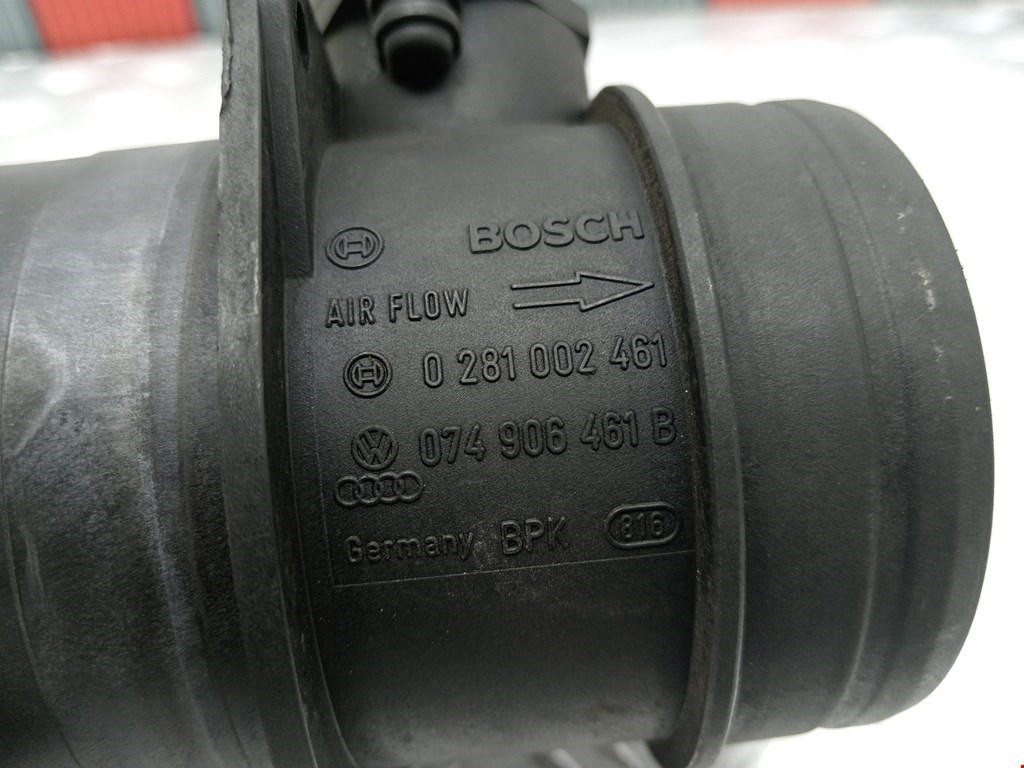 BOSCH
AIR FLOW
0 281 002 461
074 906 461 B
Germany BPK 816